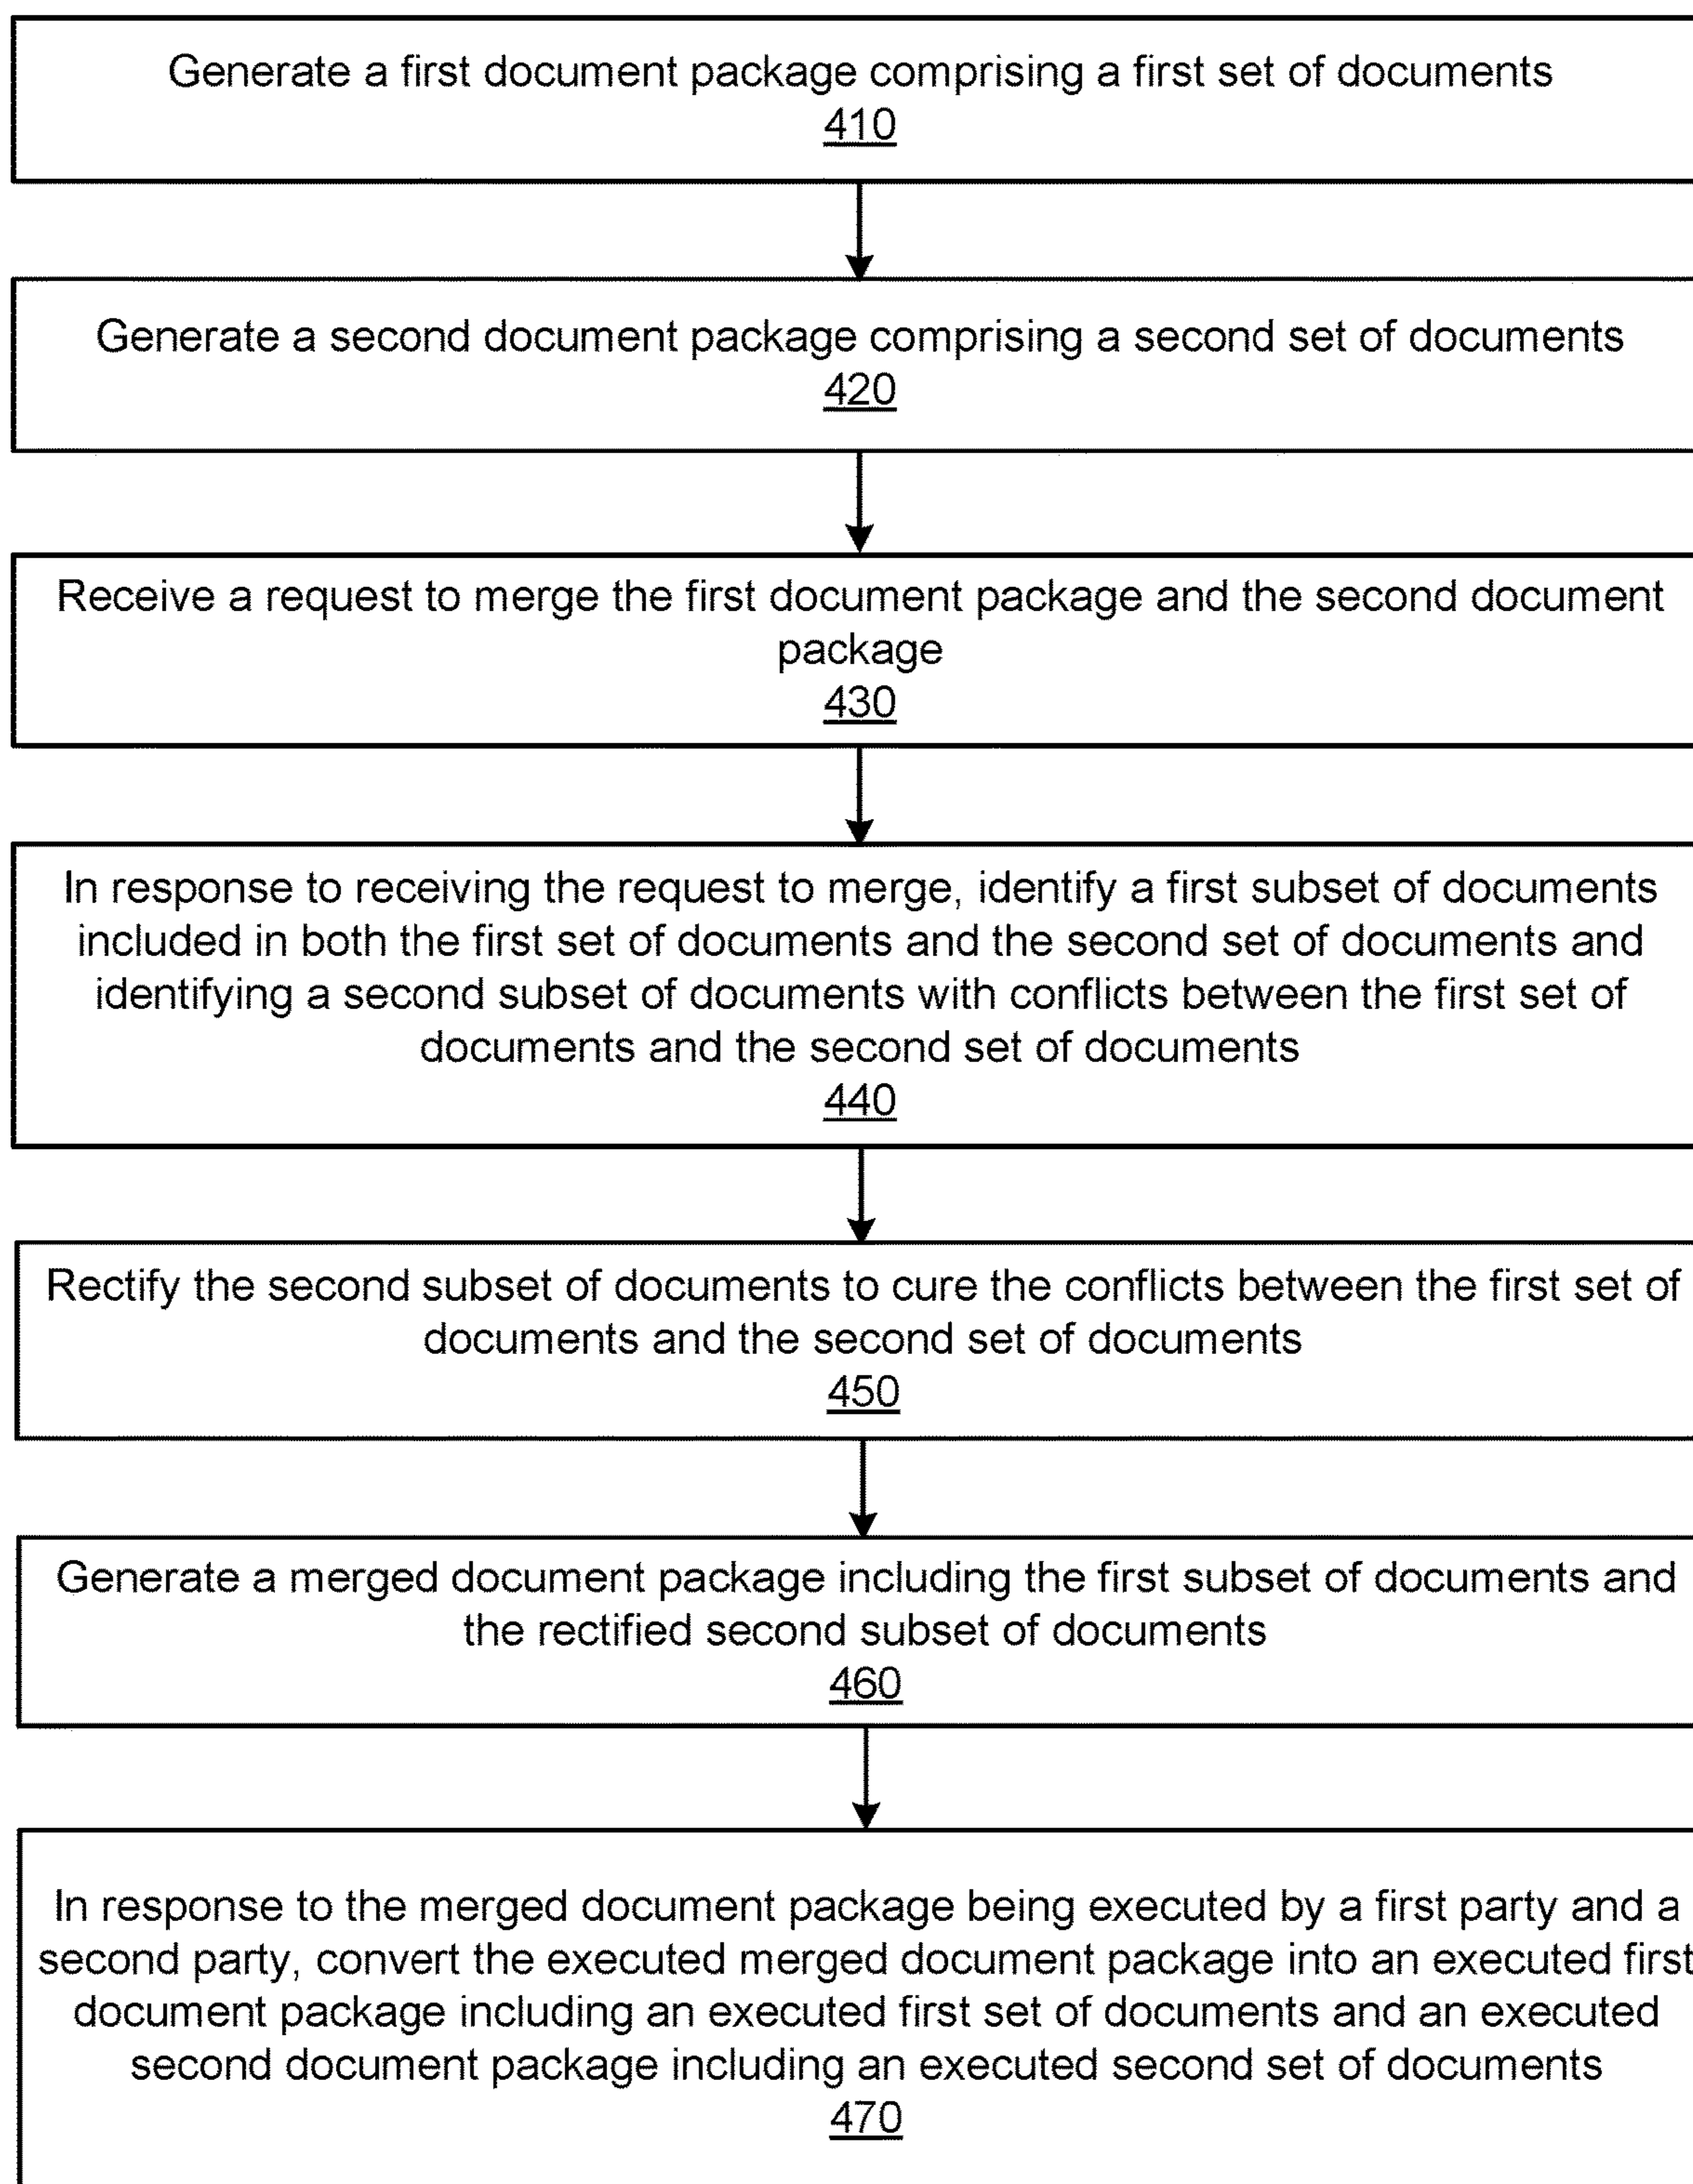 Generate a first document package comprising a first set of documents
410
Generate a second document package comprising a second set of documents
420
Receive a request to merge the first document package and the second document
package
430
In response to receiving the request to merge, identify a first subset of documents
included in both the first set of documents and the second set of documents and
identifying a second subset of documents with conflicts between the first set of
documents and the second set of documents
440
Rectify the second subset of documents to cure the conflicts between the first set of
documents and the second set of documents
450
Generate a merged document package including the first subset of documents and
the rectified second subset of documents
460
In response to the merged document package being executed by a first party and a
second party, convert the executed merged document package into an executed first
document package including an executed first set of documents and an executed
second document package including an executed second set of documents
470